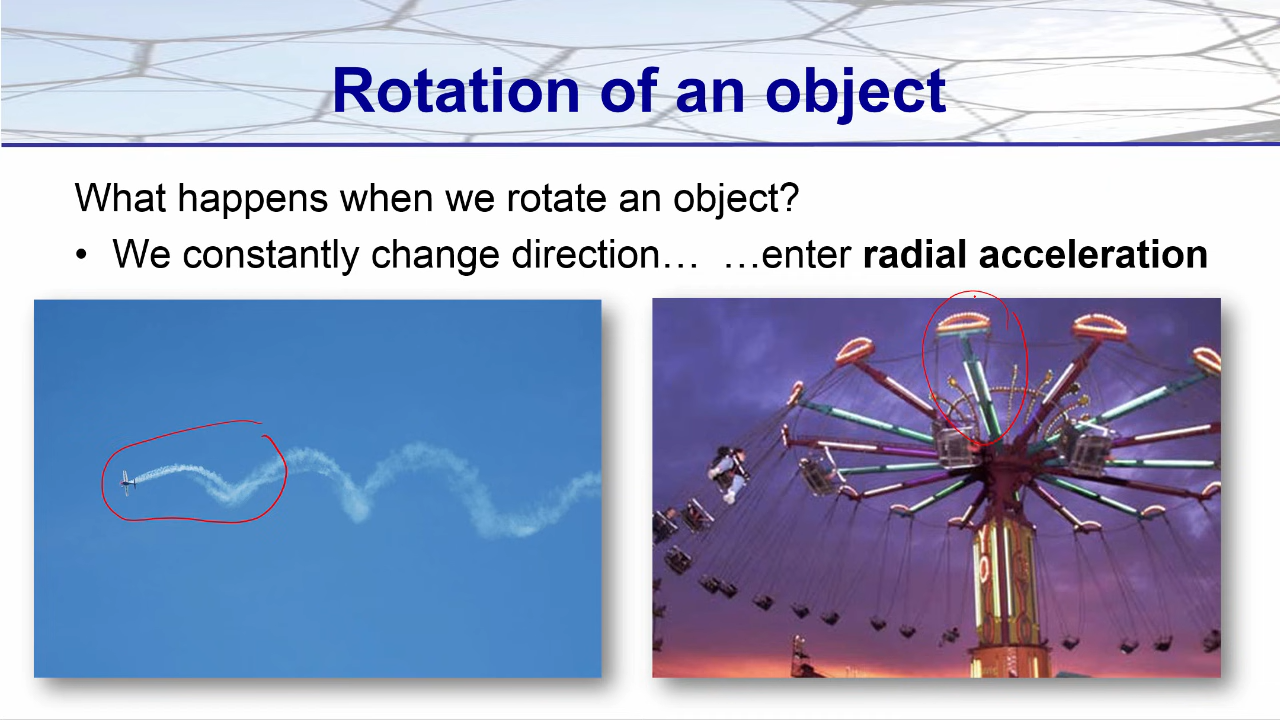 Rotation of an object
What happens when we rotate an object?
• We constantly change direction… …enter radial acceleration